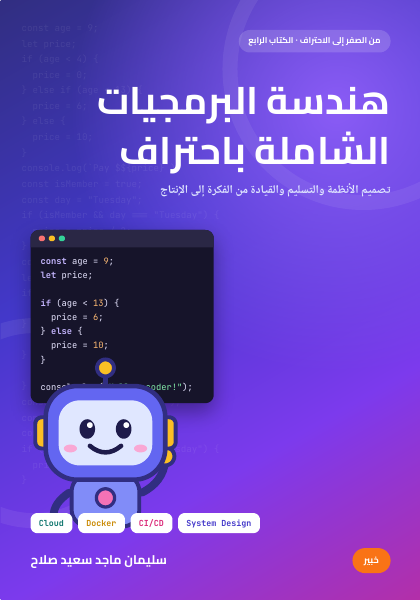 من الصفر إلى الاحتراف · الكتاب الرابع
هندسة البرمجيات
الشاملة باحتراف
تصميم الأنظمة والتسليم والقيادة من الفكرة إلى الإنتاج
const age = 9;
let price;
if (age < 13) {
price = 6;
} else {
price = 10;
}
coder!");
Cloud
Docker
CI/CD
System Design
سليمان ماجد سعيد صلاح
خبير